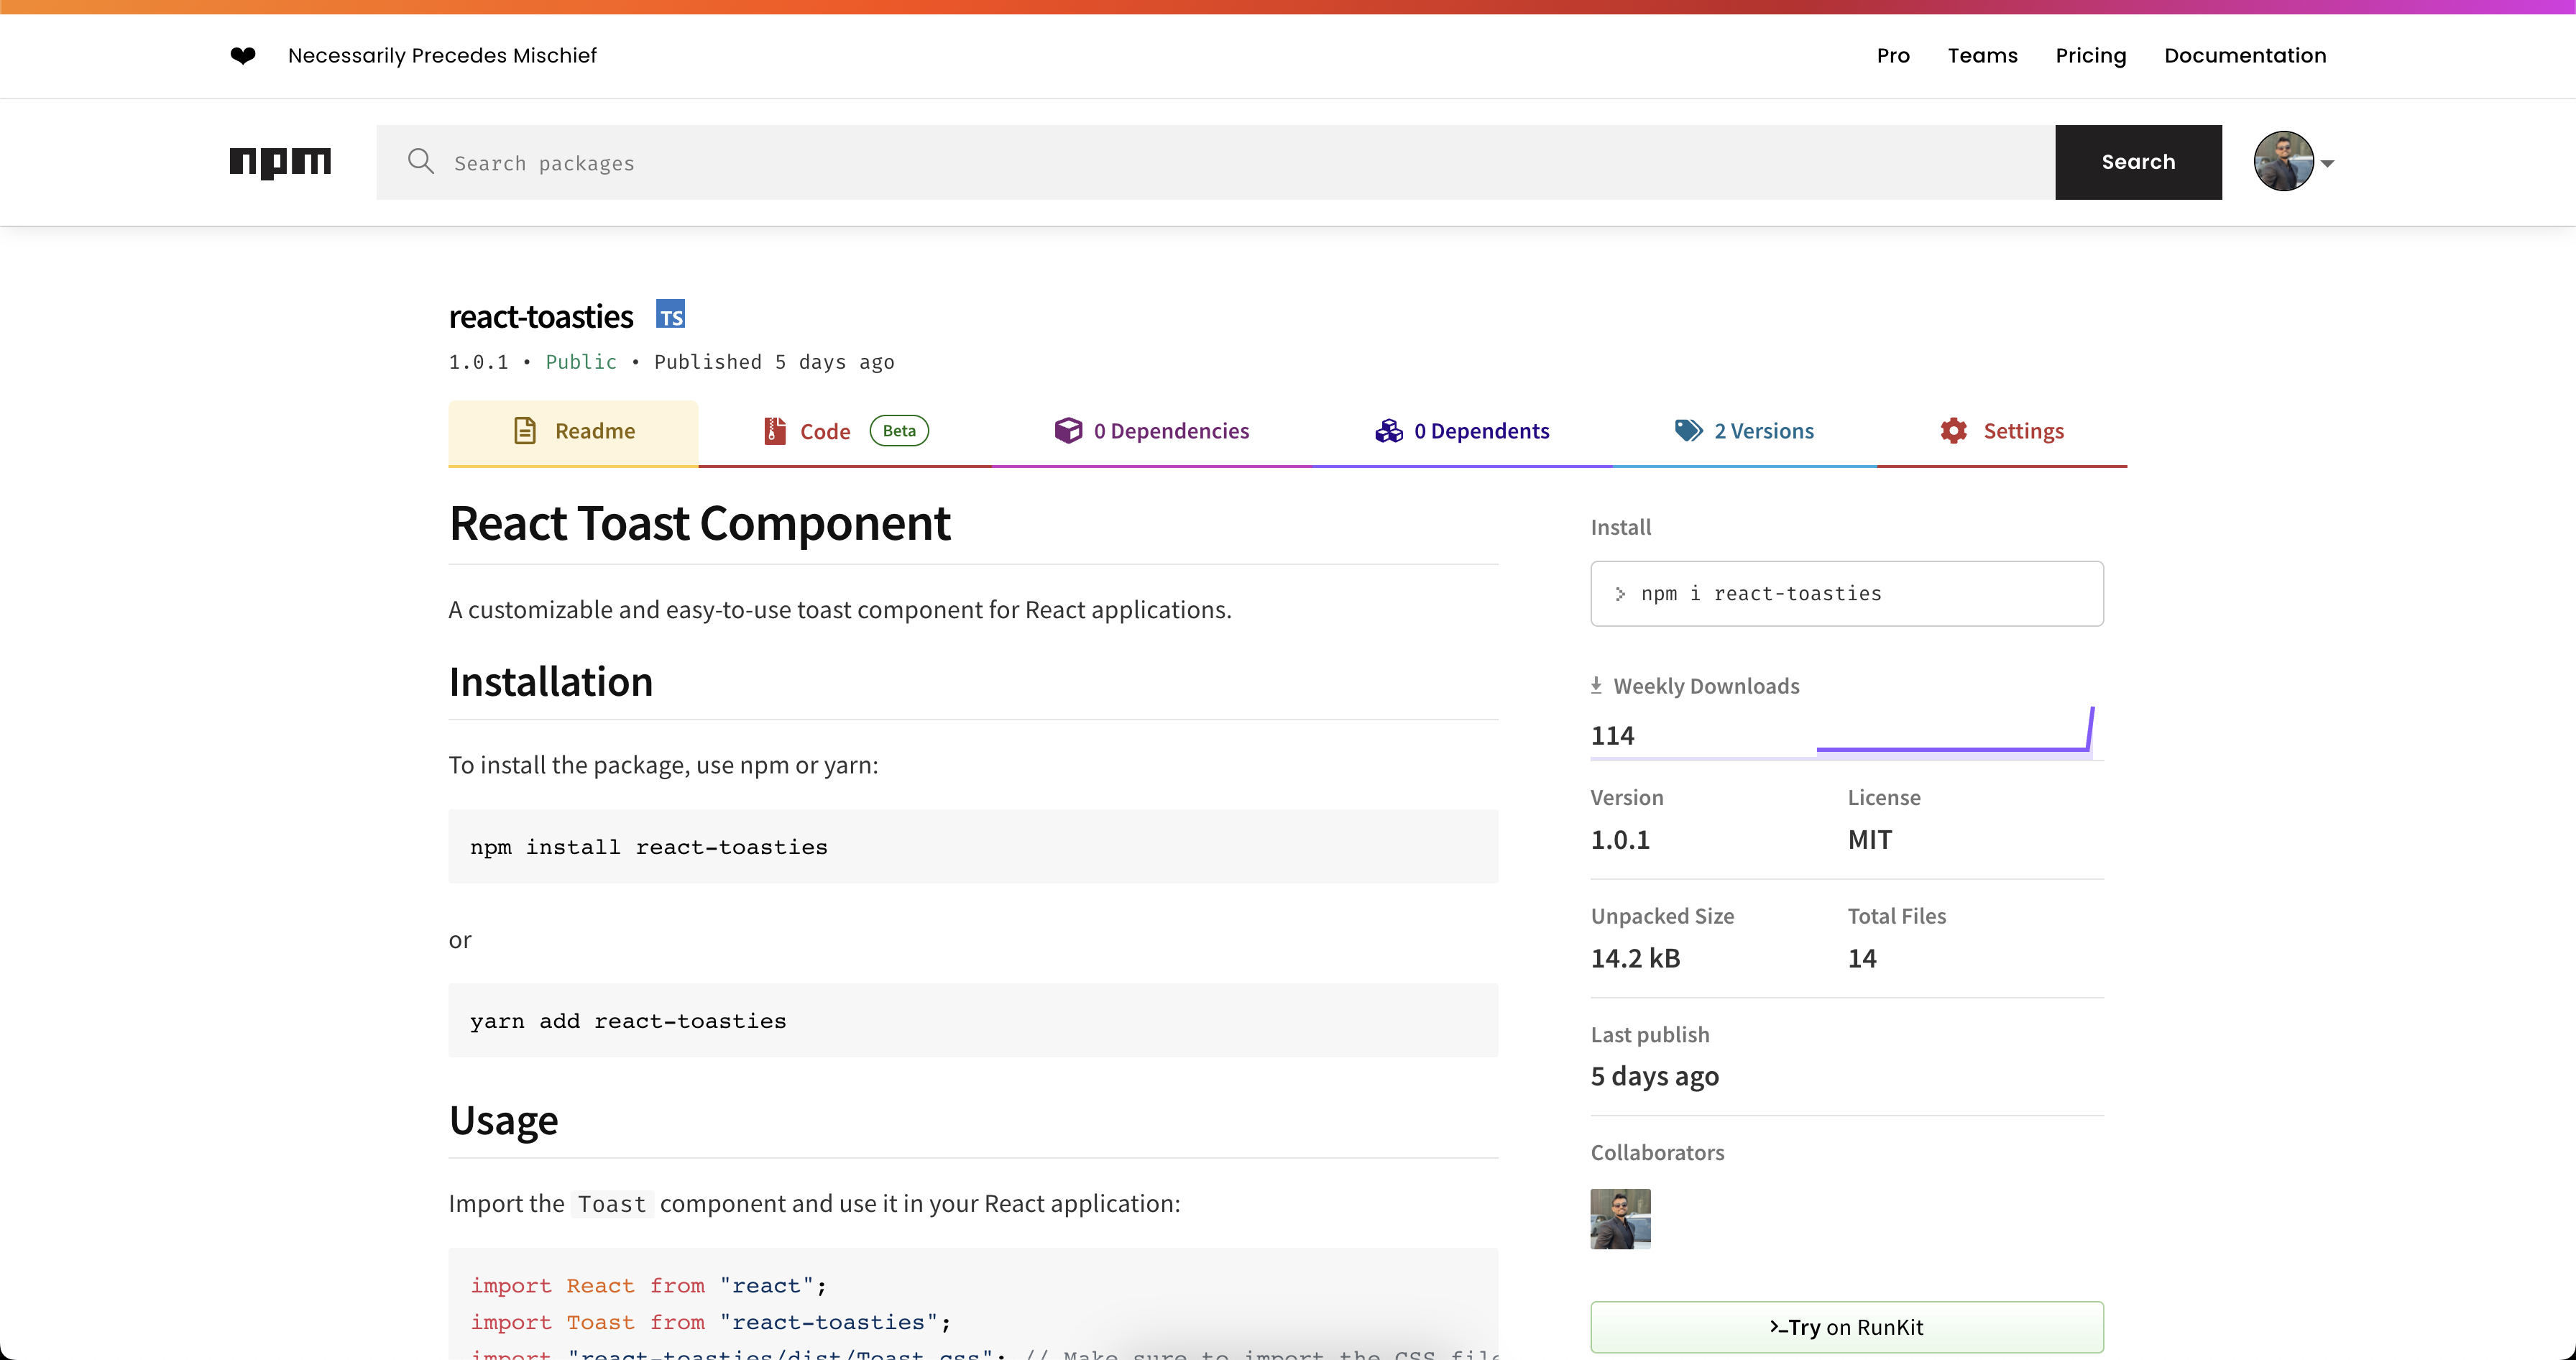 ❤ Necessarily Precedes Mischief
Pro Teams Pricing Documentation
npm
Search packages
Search
react-toasties TS
1.0.1 • Public • Published 5 days ago
Readme
Code Beta
0 Dependencies
0 Dependents
2 Versions
Settings
React Toast Component
A customizable and easy-to-use toast component for React applications.
Installation
To install the package, use npm or yarn:
npm install react-toasties
or
yarn add react-toasties
Usage
Import the Toast component and use it in your React application:
import React from "react";
import Toast from "react-toasties";
import "react-toasties/dist/Toast.css"; // Make sure to import the CSS file
Install
> npm i react-toasties
Weekly Downloads
114
Version
1.0.1
License
MIT
Unpacked Size
14.2 kB
Total Files
14
Last publish
5 days ago
Collaborators
>_Try on RunKit